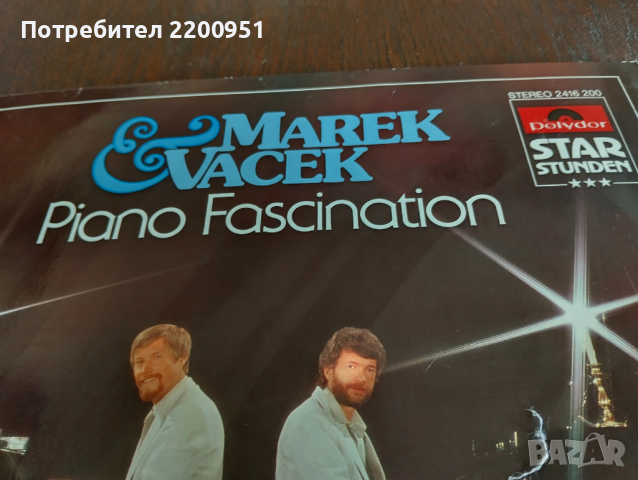 Потребител 2200951
STEREO 2416 200
MAREK
& VACEK
Piano Fascination
Polydor
STAR
STUNDEN
BAZAR